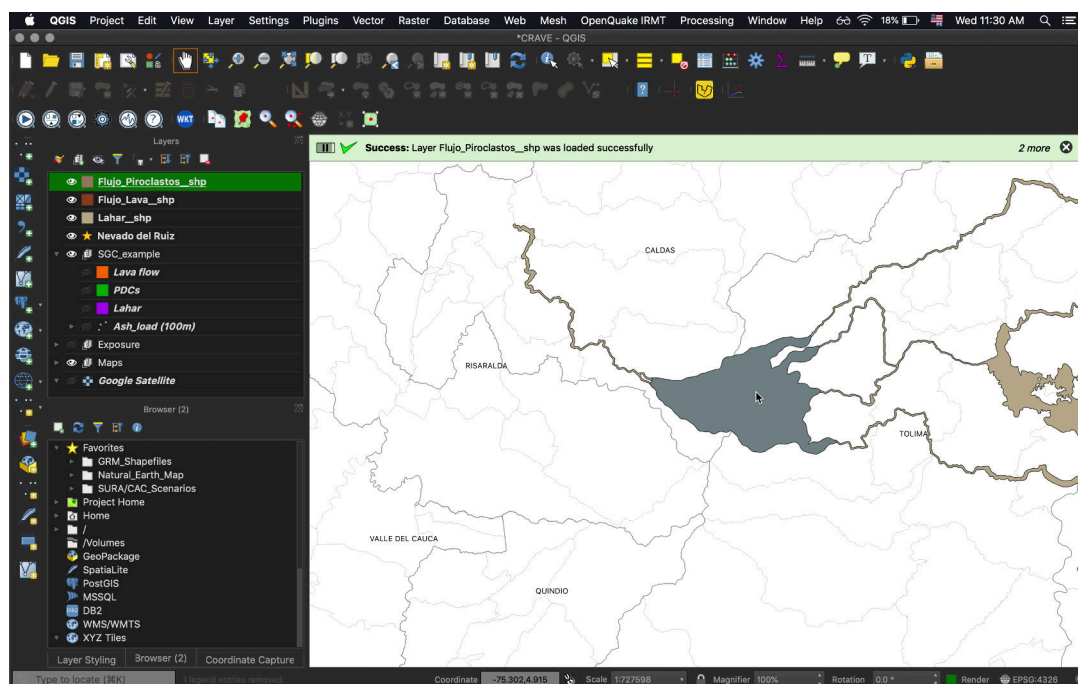 QGIS Project Edit View Layer Settings Plugins Vector Raster Database Web Mesh OpenQuake IRMT Processing Window Help 18% Wed 11:30 AM
*CRAVE - QGIS
WKT
Layers
Success: Layer Flujo_Piroclastos__shp was loaded successfully
2 more
Flujo_Piroclastos__shp
Flujo_Lava__shp
Lahar__shp
Nevado del Ruiz
SGC_example
Lava flow
PDCs
Lahar
Ash_load (100m)
Exposure
Maps
Google Satellite
CALDAS
RISARALDA
TOLIMA
VALLE DEL CAUCA
QUINDIO
Browser (2)
Favorites
GRM_Shapefiles
Natural_Earth_Map
SURA/CAC_Scenarios
Project Home
Home
/
/Volumes
GeoPackage
SpatiaLite
PostGIS
MSSQL
DB2
WMS/WMTS
XYZ Tiles
Layer Styling Browser (2) Coordinate Capture
Type to locate (⌘K) 1 legend entries removed. Coordinate -75.302,4.915 Scale 1:727598 Magnifier 100% Rotation 0.0 ° Render EPSG:4326